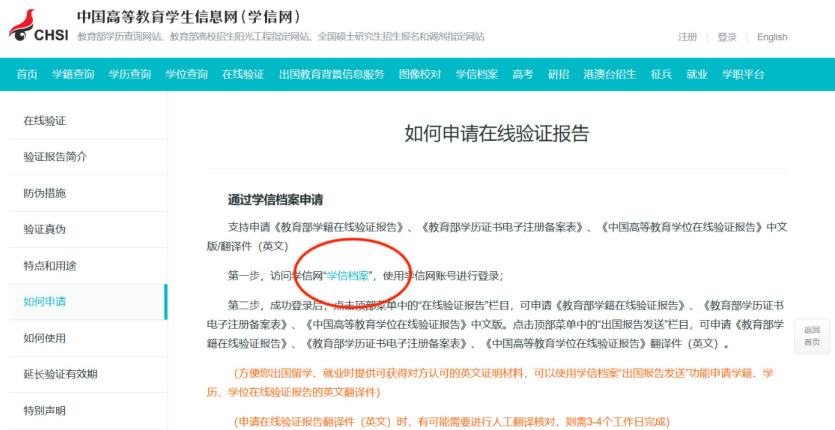 中国高等教育学生信息网（学信网）
CHSI
教育部学历查询网站、教育部高校招生阳光工程指定网站、全国硕士研究生招生报名和调剂指定网站
注册 | 登录 | English
首页 学籍查询 学历查询 学位查询 在线验证 出国教育背景信息服务 图像校对 学信档案 高考 研招 港澳台招生 征兵 就业 学职平台
在线验证
验证报告简介
防伪措施
验证真伪
特点和用途
如何申请
如何使用
延长验证有效期
特别声明
如何申请在线验证报告
通过学信档案申请
支持申请《教育部学籍在线验证报告》、《教育部学历证书电子注册备案表》、《中国高等教育学位在线验证报告》中文
版/翻译件（英文）
第一步，访问学信网“学信档案”，使用学信网账号进行登录；
第二步，成功登录后，点击顶部菜单中的“在线验证报告”栏目，可申请《教育部学籍在线验证报告》、《教育部学历证书
电子注册备案表》、《中国高等教育学位在线验证报告》中文版。点击顶部菜单中的“出国报告发送”栏目，可申请《教育部学
籍在线验证报告》、《教育部学历证书电子注册备案表》、《中国高等教育学位在线验证报告》翻译件（英文）。
（方便您出国留学、就业时提供可获得对方认可的英文证明材料，可以使用学信档案“出国报告发送”功能申请学籍、学
历、学位在线验证报告的英文翻译件）
（申请在线验证报告翻译件（英文）时，有可能需要进行人工翻译核对，则需3-4个工作日完成）
返回
首页